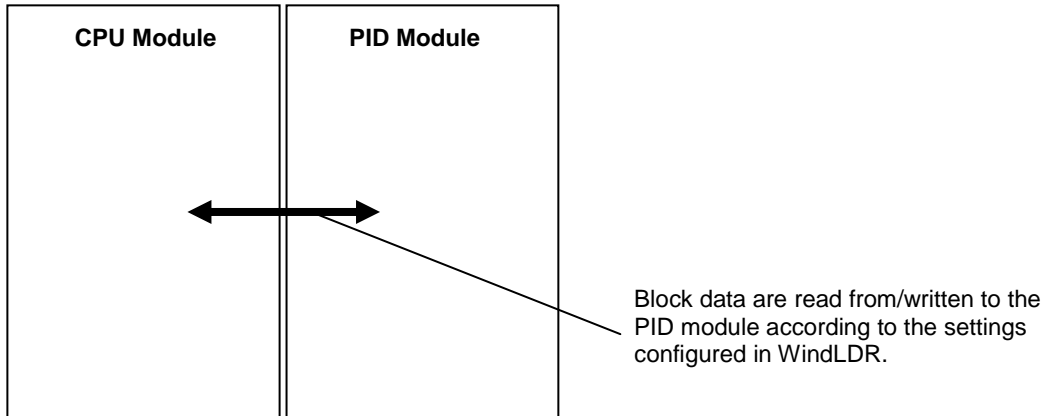 CPU Module
PID Module
Block data are read from/written to the
PID module according to the settings
configured in WindLDR.